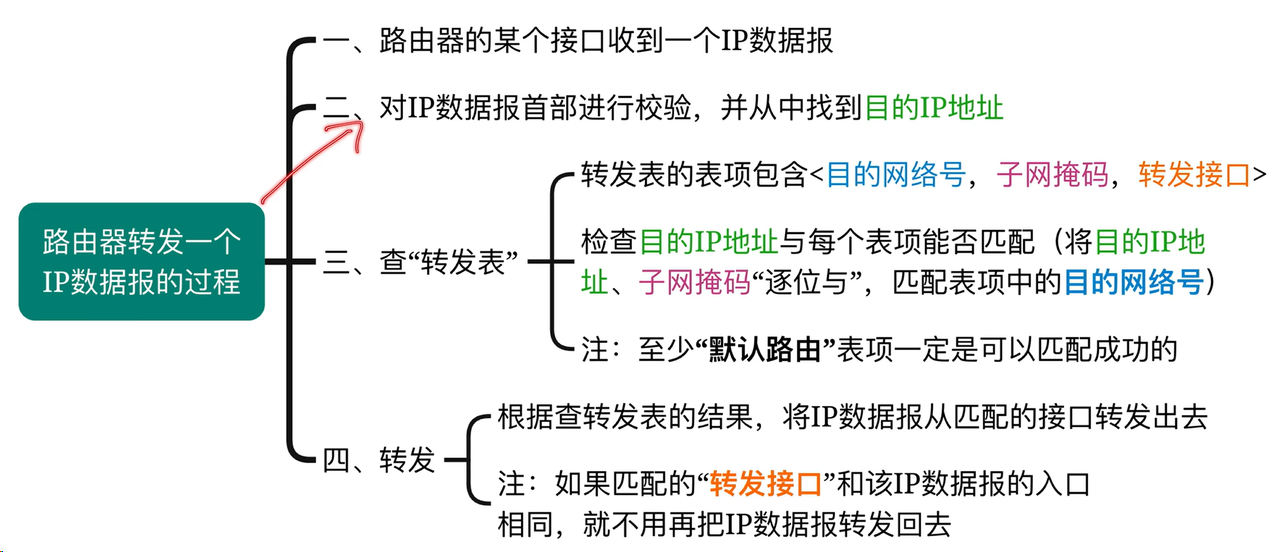 一、路由器的某个接口收到一个IP数据报
二、对IP数据报首部进行校验，并从中找到目的IP地址
转发表的表项包含<目的网络号，子网掩码，转发接口>
路由器转发一个
IP数据报的过程
三、查“转发表”
检查目的IP地址与每个表项能否匹配（将目的IP地
址、子网掩码“逐位与”，匹配表项中的目的网络号）
注：至少“默认路由”表项一定是可以匹配成功的
四、转发
根据查转发表的结果，将IP数据报从匹配的接口转发出去
注：如果匹配的“转发接口”和该IP数据报的入口
相同，就不用再把IP数据报转发回去